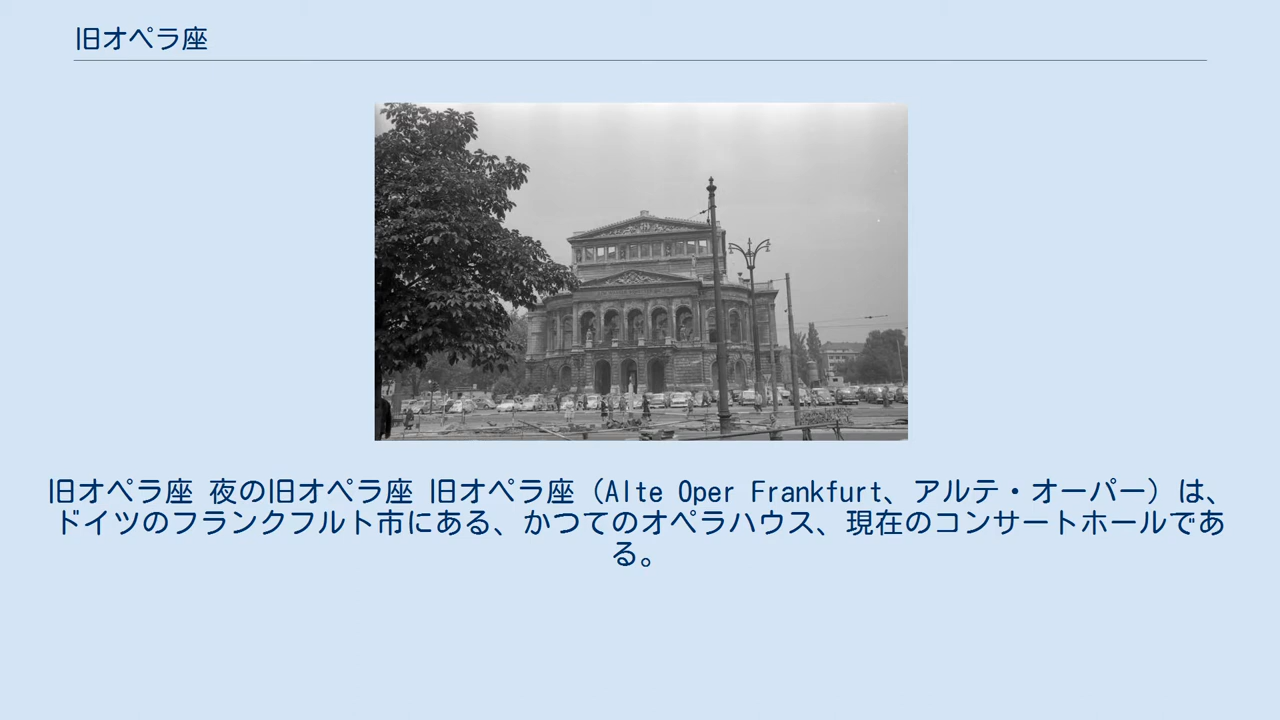 旧オペラ座
旧オペラ座 夜の旧オペラ座 旧オペラ座（Alte Oper Frankfurt、アルテ・オーパー）は、
ドイツのフランクフルト市にある、かつてのオペラハウス、現在のコンサートホールであ
る。